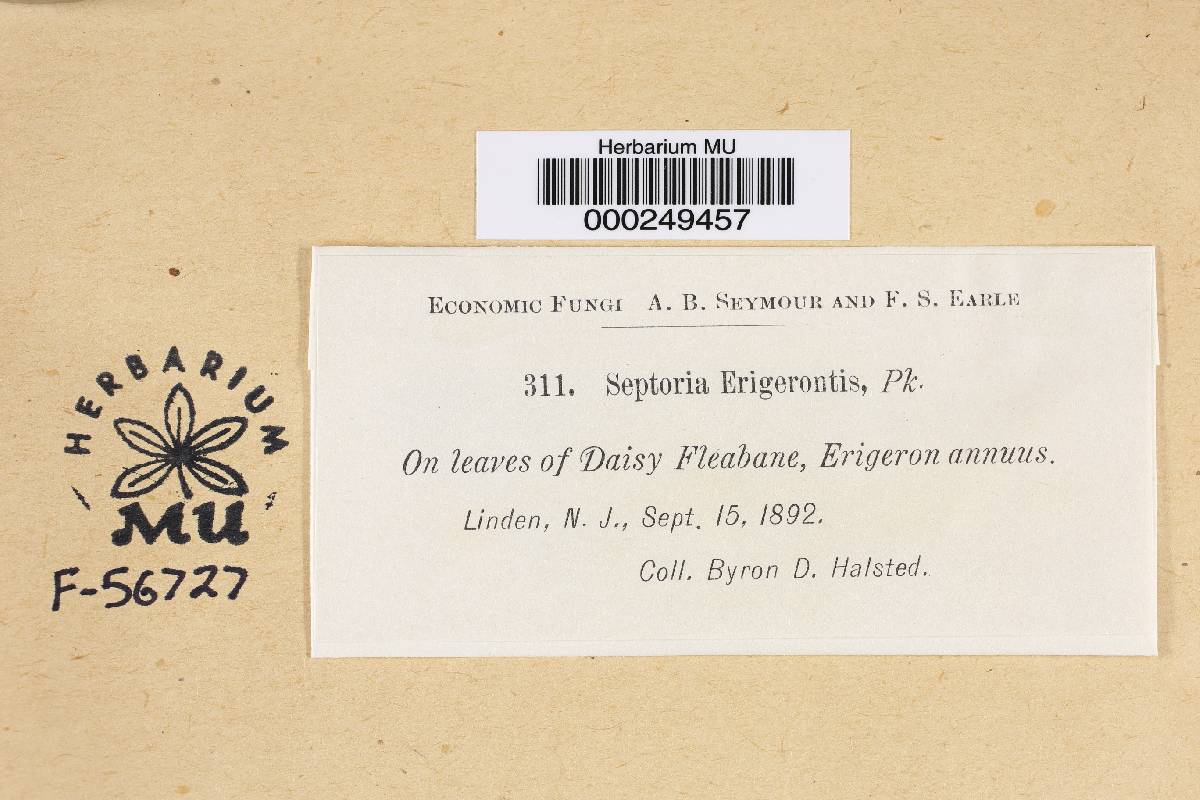 Herbarium MU
000249457
ECONOMIC FUNGI A. B. SEYMOUR AND F. S. EARLE
311. Septoria Erigerontis, Pk.
On leaves of Daisy Fleabane, Erigeron annuus.
Linden, N. J., Sept. 15, 1892.
Coll. Byron D. Halsted.
HERBARIUM
MU
F-56727